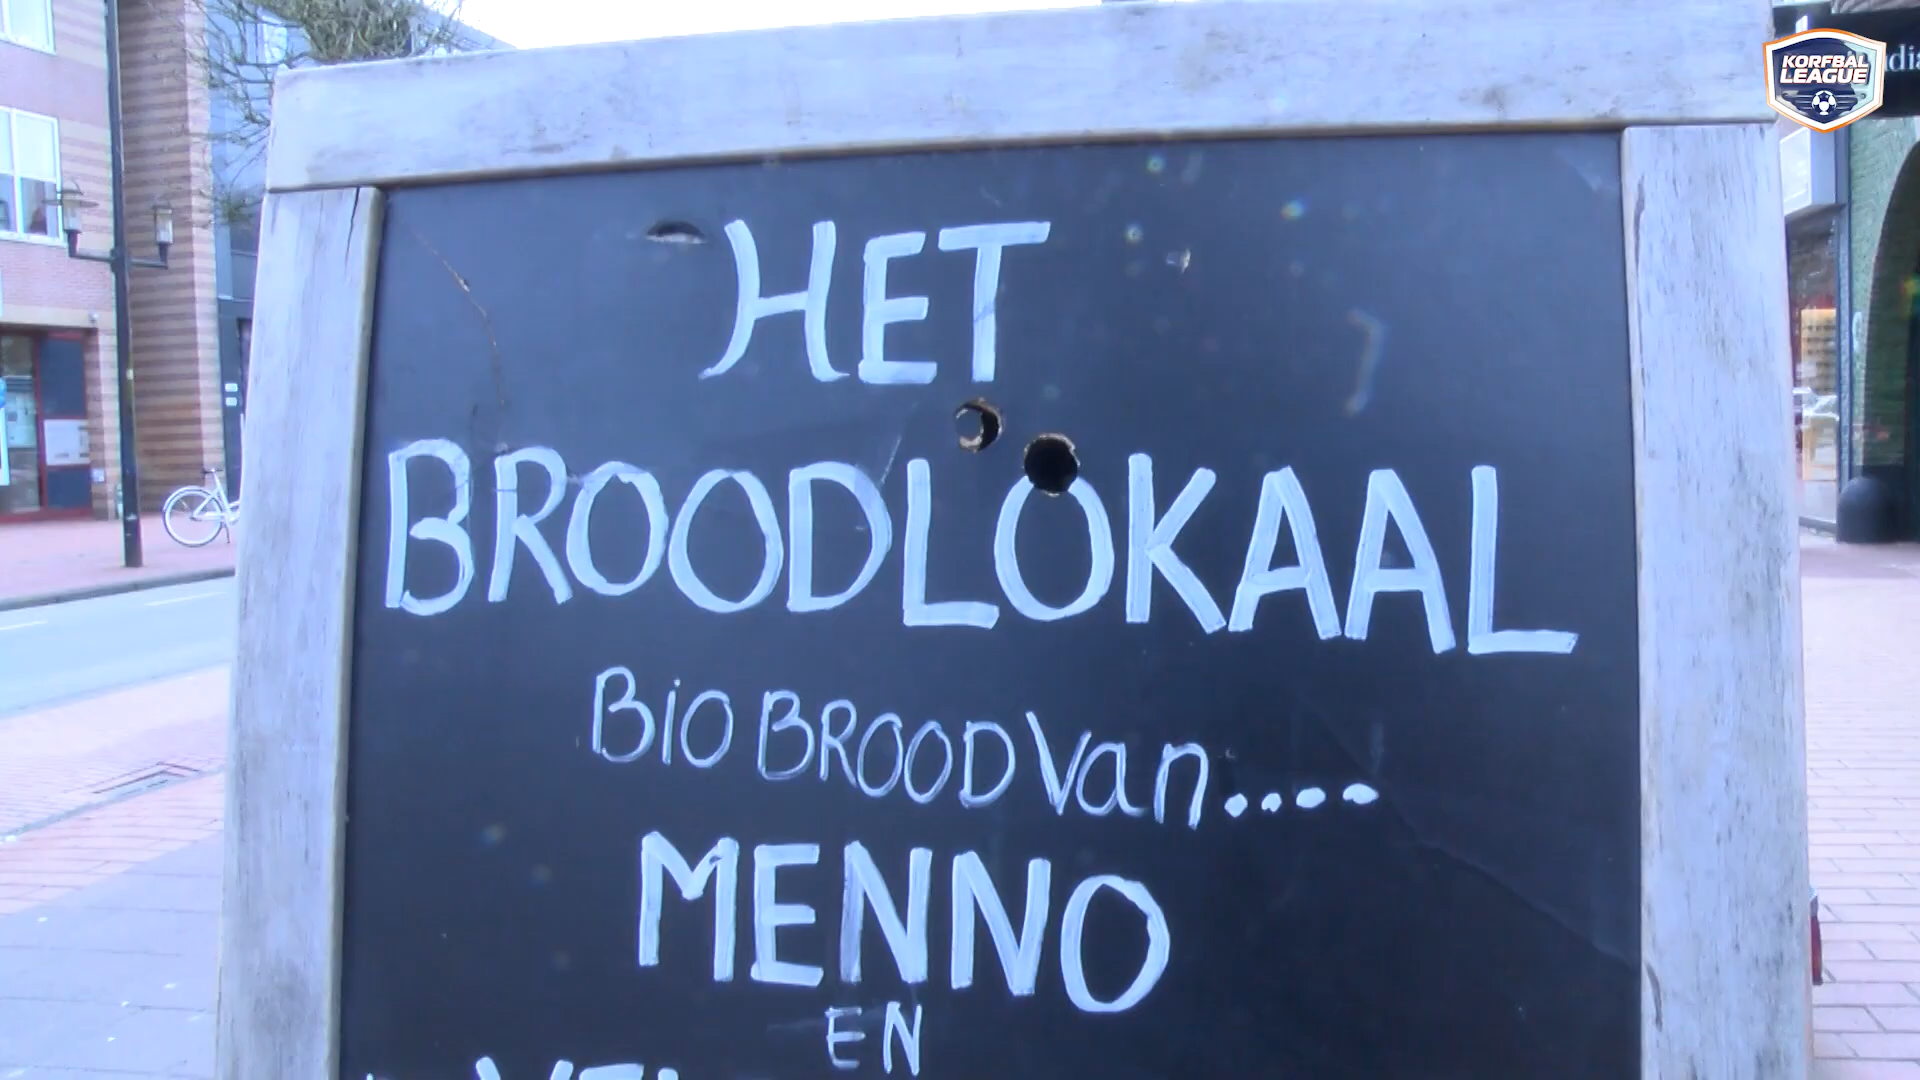 KORFBAL
LEAGUE
HET
BROODLOKAAL
BiO BROOD Van....
MENNO
EN